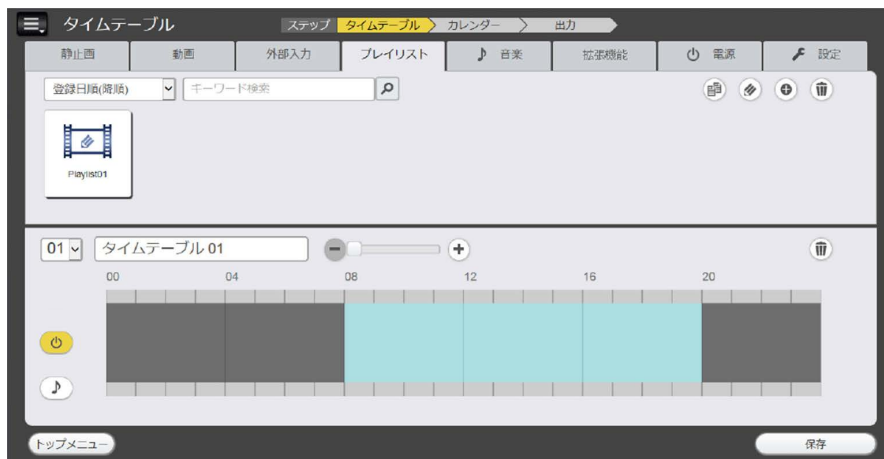 タイムテーブル
ステップ タイムテーブル カレンダー 出力
静止画 動画 外部入力 プレイリスト 音楽 拡張機能 電源 設定
登録日順(降順) キーワード検索
Playlist01
01 タイムテーブル 01
00 04 08 12 16 20
トップメニュー 保存